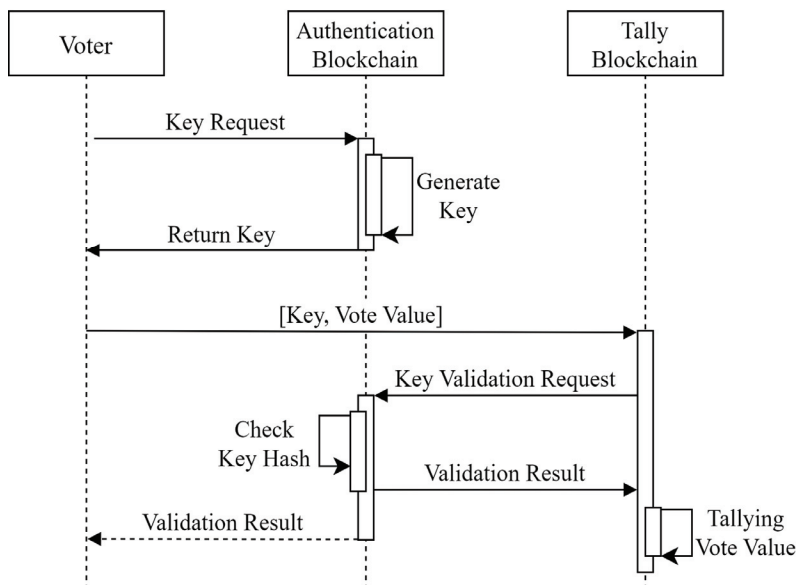 Voter
Authentication
Blockchain
Tally
Blockchain
Key Request
Generate
Key
Return Key
[Key, Vote Value]
Key Validation Request
Check
Key Hash
Validation Result
Validation Result
Tallying
Vote Value